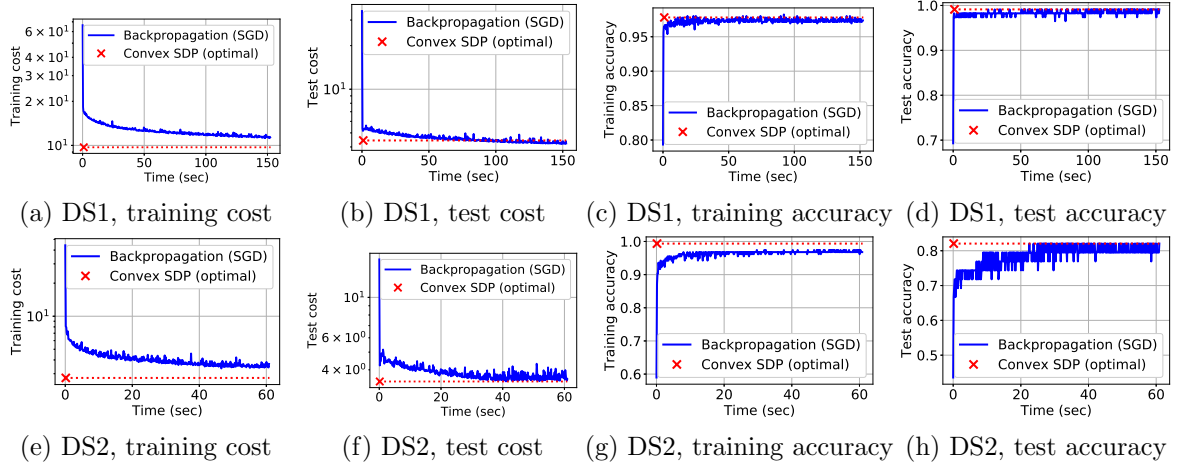 Training cost
6 × 10¹
4 × 10¹
3 × 10¹
2 × 10¹
10¹
Backpropagation (SGD)
Convex SDP (optimal)
0 50 100 150
Time (sec)
(a) DS1, training cost
Test cost
10¹
Backpropagation (SGD)
Convex SDP (optimal)
0 50 100 150
Time (sec)
(b) DS1, test cost
Training accuracy
0.95
0.90
0.85
0.80
Backpropagation (SGD)
Convex SDP (optimal)
0 50 100 150
Time (sec)
(c) DS1, training accuracy
Test accuracy
1.0
0.9
0.8
0.7
Backpropagation (SGD)
Convex SDP (optimal)
0 50 100 150
Time (sec)
(d) DS1, test accuracy
Training cost
10¹
Backpropagation (SGD)
Convex SDP (optimal)
0 20 40 60
Time (sec)
(e) DS2, training cost
Test cost
10¹
6 × 10⁰
4 × 10⁰
Backpropagation (SGD)
Convex SDP (optimal)
0 20 40 60
Time (sec)
(f) DS2, test cost
Training accuracy
1.0
0.9
0.8
0.7
0.6
Backpropagation (SGD)
Convex SDP (optimal)
0 20 40 60
Time (sec)
(g) DS2, training accuracy
Test accuracy
0.8
0.7
0.6
0.5
Backpropagation (SGD)
Convex SDP (optimal)
0 20 40 60
Time (sec)
(h) DS2, test accuracy